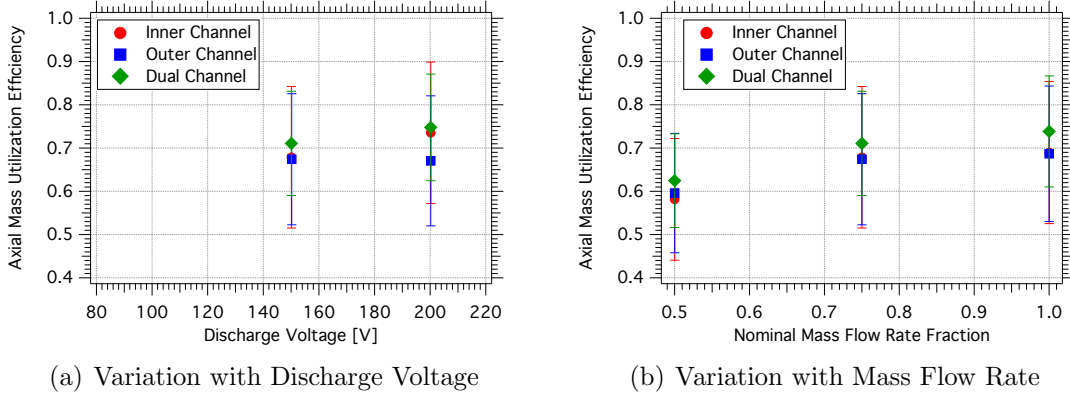 1.0
0.9
0.8
0.7
0.6
0.5
0.4
Axial Mass Utilization Efficiency
Inner Channel
Outer Channel
Dual Channel
80 100 120 140 160 180 200 220
Discharge Voltage [V]
(a) Variation with Discharge Voltage
1.0
0.9
0.8
0.7
0.6
0.5
0.4
Axial Mass Utilization Efficiency
Inner Channel
Outer Channel
Dual Channel
0.5 0.6 0.7 0.8 0.9 1.0
Nominal Mass Flow Rate Fraction
(b) Variation with Mass Flow Rate